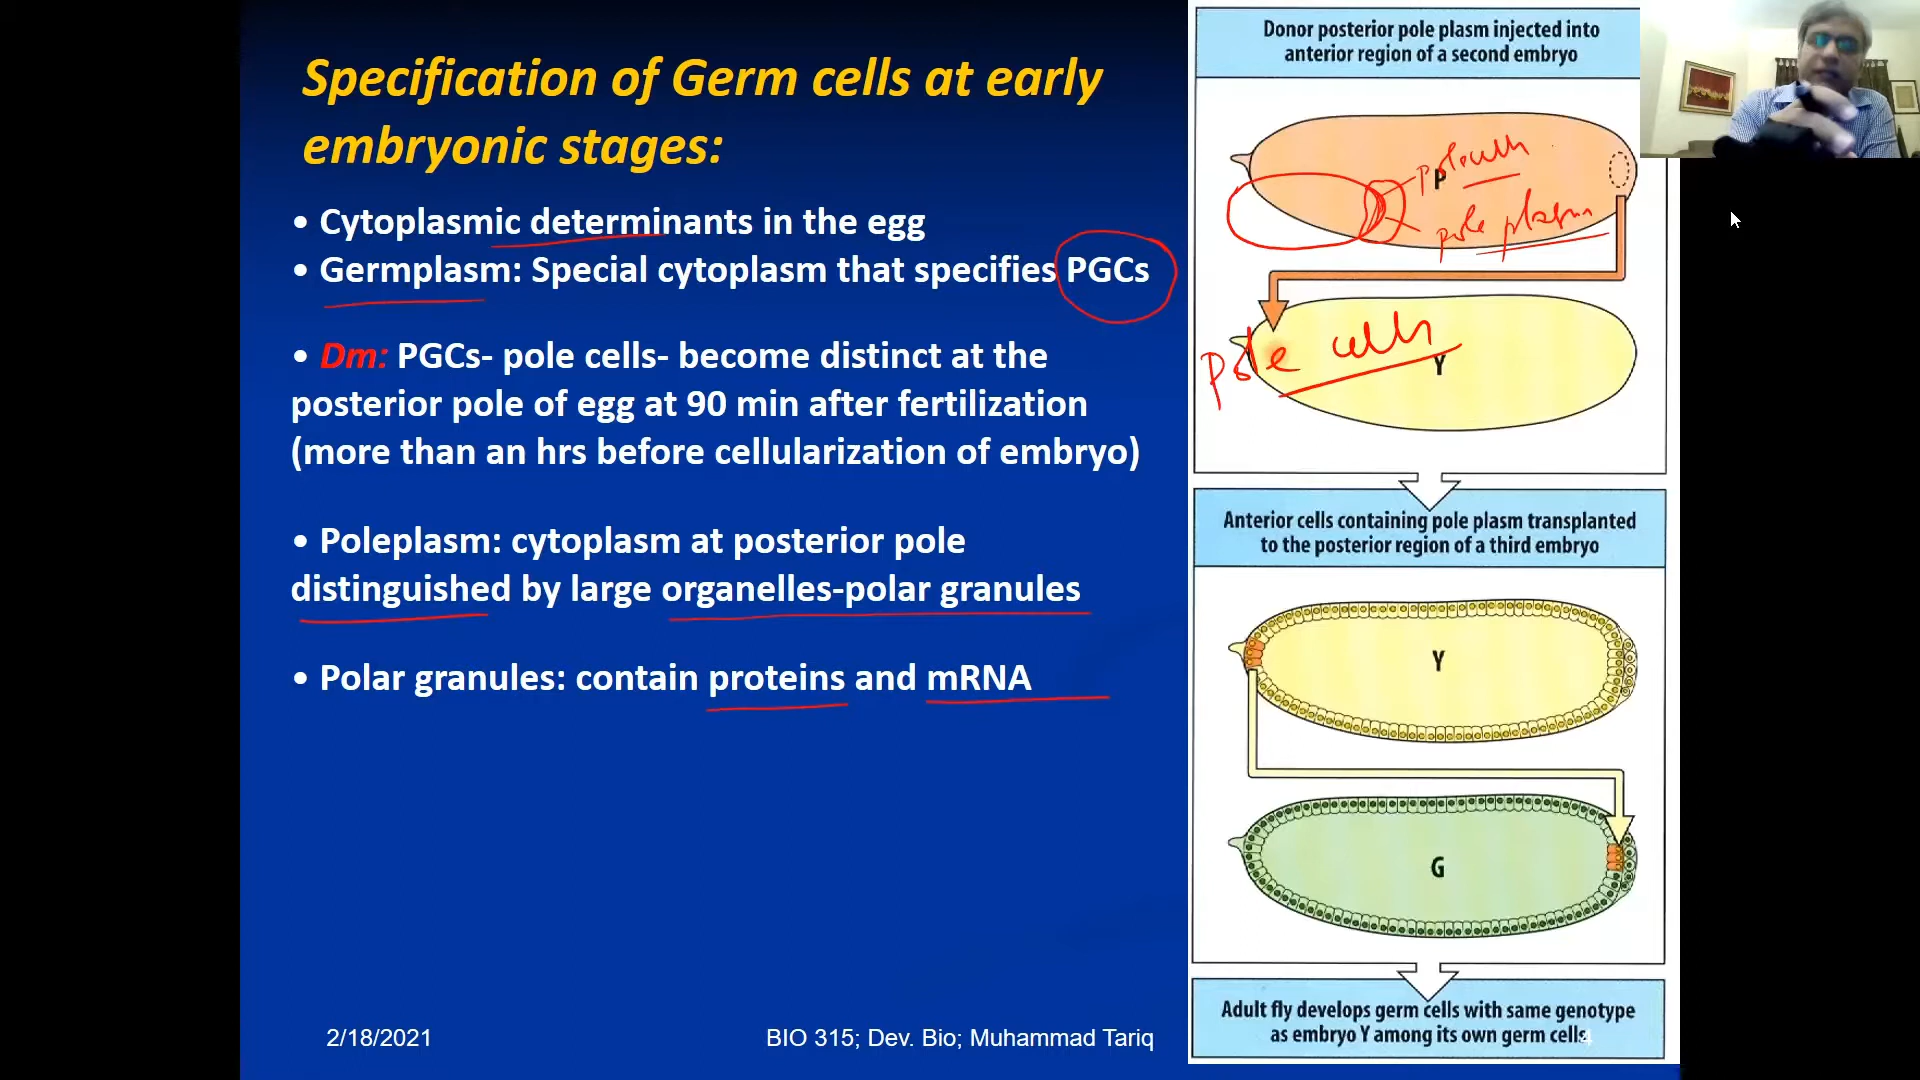 Specification of Germ cells at early
embryonic stages:
• Cytoplasmic determinants in the egg
• Germplasm: Special cytoplasm that specifies PGCs
• Dm: PGCs- pole cells- become distinct at the
posterior pole of egg at 90 min after fertilization
(more than an hrs before cellularization of embryo)
• Poleplasm: cytoplasm at posterior pole
distinguished by large organelles-polar granules
• Polar granules: contain proteins and mRNA
2/18/2021
BIO 315; Dev. Bio; Muhammad Tariq
4
Donor posterior pole plasm injected into
anterior region of a second embryo
pole cells
P
pole plasm
Pole cells
Y
Anterior cells containing pole plasm transplanted
to the posterior region of a third embryo
Y
G
Adult fly develops germ cells with same genotype
as embryo Y among its own germ cells